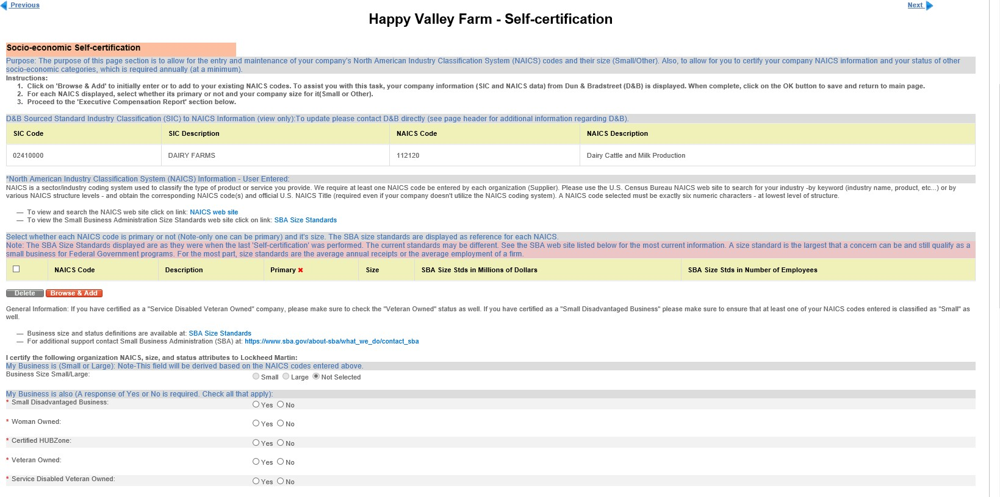 Previous
Next
Happy Valley Farm - Self-certification
Socio-economic Self-certification
Purpose: The purpose of this page section is to allow for the entry and maintenance of your company's North American Industry Classification System (NAICS) codes and their size (Small/Other). Also, to allow for you to certify your company NAICS information and your status of other
socio-economic categories, which is required annually (at a minimum).
Instructions:
1. Click on 'Browse & Add' to initially enter or to add to your existing NAICS codes. To assist you with this task, your company information (SIC and NAICS data) from Dun & Bradstreet (D&B) is displayed. When complete, click on the OK button to save and return to main page.
2. For each NAICS displayed, select whether its primary or not and your company size for it(Small or Other).
3. Proceed to the 'Executive Compensation Report' section below.
D&B Sourced Standard Industry Classification (SIC) to NAICS Information (view only):To update please contact D&B directly (see page header for additional information regarding D&B).
SIC Code SIC Description NAICS Code NAICS Description
02410000 DAIRY FARMS 112120 Dairy Cattle and Milk Production
*North American Industry Classification System (NAICS) Information - User Entered:
NAICS is a sector/industry coding system used to classify the type of product or service you provide. We require at least one NAICS code be entered by each organization (Supplier). Please use the U.S. Census Bureau NAICS web site to search for your industry -by keyword (industry name, product, etc...) or by
various NAICS structure levels - and obtain the corresponding NAICS code(s) and official U.S. NAICS Title (required even if your company doesn't utilize the NAICS coding system). A NAICS code selected must be exactly six numeric characters - at lowest level of structure.
— To view and search the NAICS web site click on link: NAICS web site
— To view the Small Business Administration Size Standards web site click on link: SBA Size Standards
Select whether each NAICS code is primary or not (Note-only one can be primary) and it's size. The SBA size standards are displayed as reference for each NAICS.
Note: The SBA Size Standards displayed are as they were when the last 'Self-certification' was performed. The current standards may be different. See the SBA web site listed below for the most current information. A size standard is the largest that a concern can be and still qualify as a
small business for Federal Government programs. For the most part, size standards are the average annual receipts or the average employment of a firm.
NAICS Code Description Primary Size SBA Size Stds in Millions of Dollars SBA Size Stds in Number of Employees
Delete Browse & Add
General Information: If you have certified as a "Service Disabled Veteran Owned" company, please make sure to check the "Veteran Owned" status as well. If you have certified as a "Small Disadvantaged Business" please make sure to ensure that at least one of your NAICS codes entered is classified as "Small" as
well.
— Business size and status definitions are available at: SBA Size Standards
— For additional support contact Small Business Administration (SBA) at: https://www.sba.gov/about-sba/what_we_do/contact_sba
I certify the following organization NAICS, size, and status attributes to Lockheed Martin:
My Business is (Small or Large): Note-This field will be derived based on the NAICS codes entered above.
Business Size Small/Large: Small Large Not Selected
My Business is also (A response of Yes or No is required. Check all that apply):
* Small Disadvantaged Business: Yes No
* Woman Owned: Yes No
* Certified HUBZone: Yes No
* Veteran Owned: Yes No
* Service Disabled Veteran Owned: Yes No